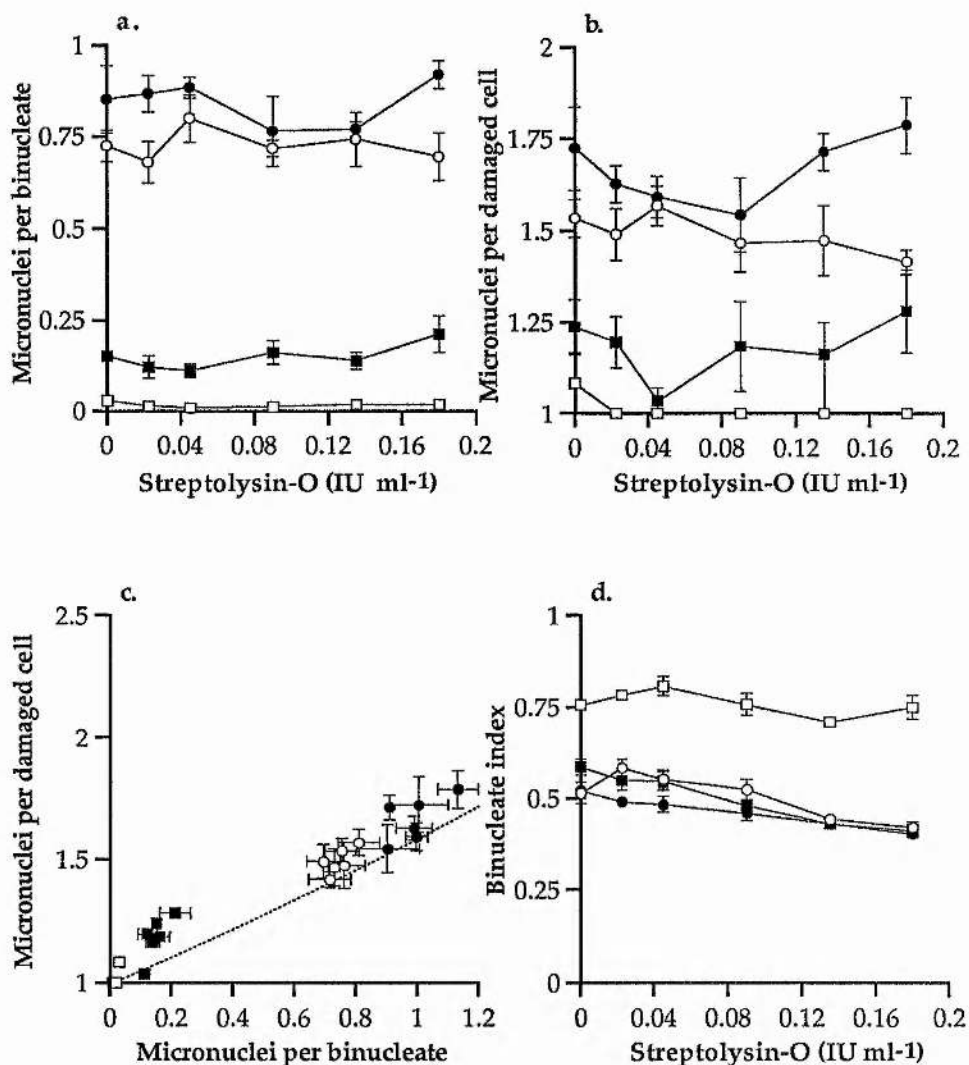 a.
1
0.75
0.5
0.25
0
Micronuclei per binucleate
0 0.04 0.08 0.12 0.16 0.2
Streptolysin-O (IU ml-1)
b.
2
1.75
1.5
1.25
1
Micronuclei per damaged cell
0 0.04 0.08 0.12 0.16 0.2
Streptolysin-O (IU ml-1)
c.
2.5
2
1.5
1
Micronuclei per damaged cell
0 0.2 0.4 0.6 0.8 1 1.2
Micronuclei per binucleate
d.
1
0.75
0.5
0.25
0
Binucleate index
0 0.04 0.08 0.12 0.16 0.2
Streptolysin-O (IU ml-1)